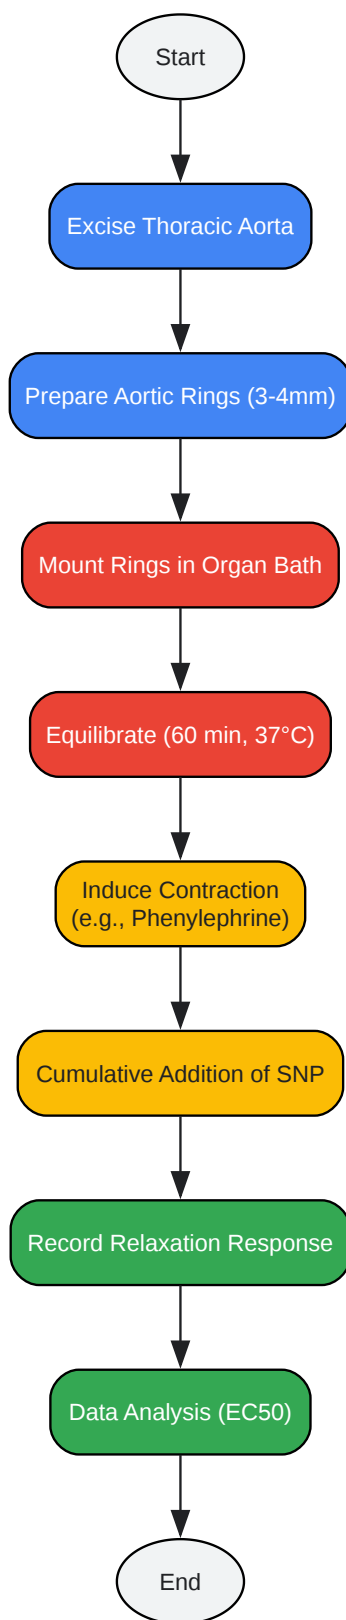 Start
Excise Thoracic Aorta
Prepare Aortic Rings (3-4mm)
Mount Rings in Organ Bath
Equilibrate (60 min, 37°C)
Induce Contraction
(e.g., Phenylephrine)
Cumulative Addition of SNP
Record Relaxation Response
Data Analysis (EC50)
End